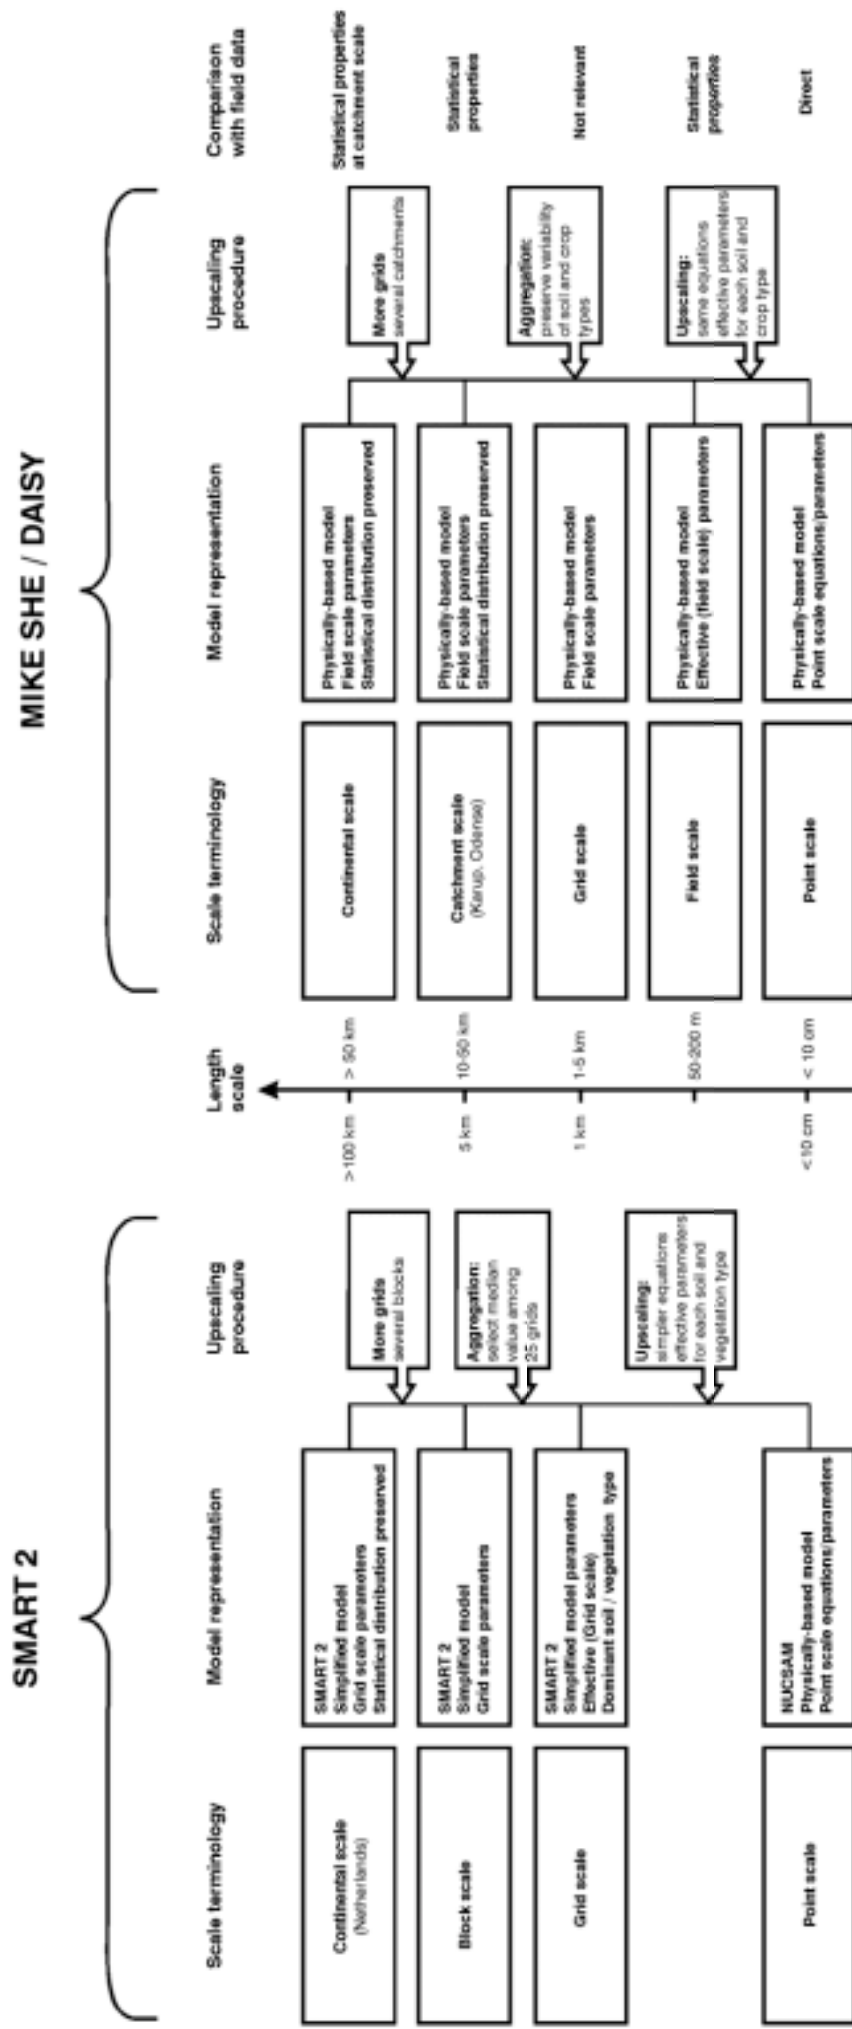 SMART 2
MIKE SHE / DAISY
Scale terminology
Model representation
Upscaling
procedure
Length
scale
Scale terminology
Model representation
Upscaling
procedure
Comparison
with field data
Continental scale
(Netherlands)
SMART 2
Simplified model
Grid scale parameters
Statistical distribution preserved
More grids
several blocks
>100 km
> 50 km
Continental scale
Physically-based model
Field scale parameters
Statistical distribution preserved
More grids
several catchments
Statistical properties
at catchment scale
Block scale
SMART 2
Simplified model
Grid scale parameters
Aggregation:
select median
value among
25 grids
5 km
10-50 km
Catchment scale
(Karup, Odense)
Physically-based model
Field scale parameters
Statistical distribution preserved
Statistical
properties
Grid scale
SMART 2
Simplified model parameters
Effective (Grid scale)
Dominant soil / vegetation type
1 km
1-5 km
Grid scale
Physically-based model
Field scale parameters
Aggregation:
preserve variability
of soil and crop
types
Not relevant
Upscaling:
simpler equations
effective parameters
for each soil and
vegetation type
50-200 m
Field scale
Physically-based model
Effective (field scale) parameters
Upscaling:
same equations
effective parameters
for each soil and
crop type
Statistical
properties
Point scale
NUCSAM
Physically-based model
Point scale equations/parameters
<10 cm
< 10 cm
Point scale
Physically-based model
Point scale equations/parameters
Direct